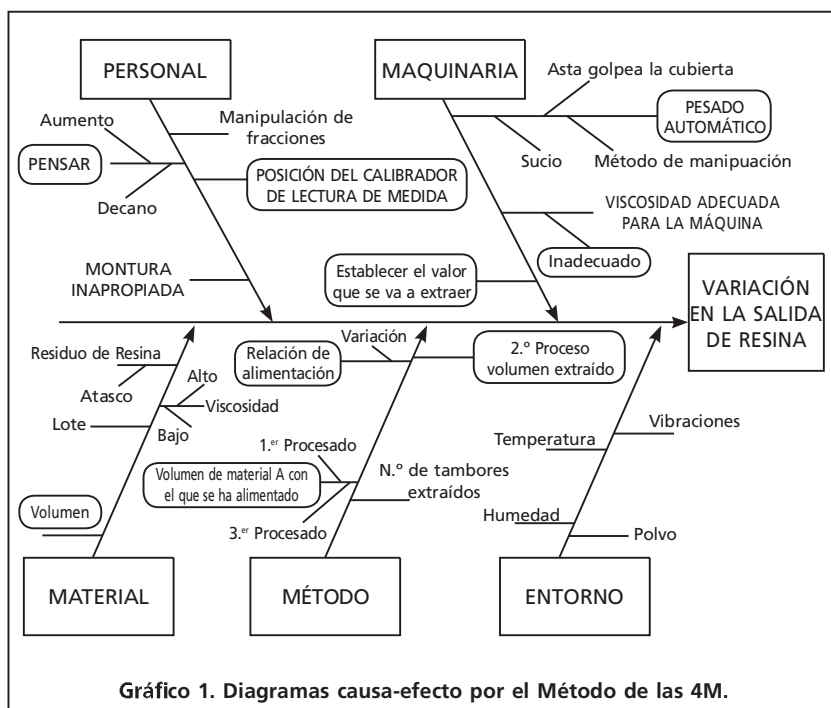 PERSONAL
MAQUINARIA
Asta golpea la cubierta
Aumento
Manipulación de
fracciones
PESADO
AUTOMÁTICO
PENSAR
Sucio
Método de manipuación
POSICIÓN DEL CALIBRADOR
DE LECTURA DE MEDIDA
Decano
VISCOSIDAD ADECUADA
PARA LA MÁQUINA
MONTURA
INAPROPIADA
Establecer el valor
que se va a extraer
Inadecuado
VARIACIÓN
EN LA SALIDA
DE RESINA
Residuo de Resina
Atasco
Alto
Viscosidad
Lote
Bajo
Volumen
Variación
Relación de
alimentación
2.º Proceso
volumen extraído
1.er Procesado
Volumen de material A con
el que se ha alimentado
3.er Procesado
N.º de tambores
extraídos
Vibraciones
Temperatura
Humedad
Polvo
MATERIAL
MÉTODO
ENTORNO
Gráfico 1. Diagramas causa-efecto por el Método de las 4M.